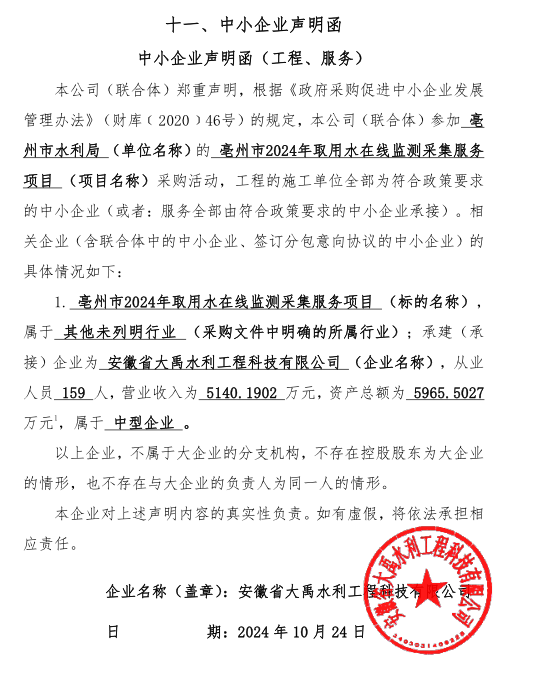 十一、中小企业声明函
中小企业声明函（工程、服务）
本公司（联合体）郑重声明，根据《政府采购促进中小企业发展
管理办法》（财库﹝2020﹞46号）的规定，本公司（联合体）参加 亳
州市水利局 （单位名称）的 亳州市2024年取用水在线监测采集服务
项目 （项目名称）采购活动，工程的施工单位全部为符合政策要求
的中小企业（或者：服务全部由符合政策要求的中小企业承接）。相
关企业（含联合体中的中小企业、签订分包意向协议的中小企业）的
具体情况如下：
1. 亳州市2024年取用水在线监测采集服务项目 （标的名称），
属于 其他未列明行业 （采购文件中明确的所属行业）；承建（承
接）企业为 安徽省大禹水利工程科技有限公司 （企业名称），从业
人员 159 人，营业收入为 5140.1902 万元，资产总额为 5965.5027
万元¹，属于 中型企业 。
以上企业，不属于大企业的分支机构，不存在控股股东为大企业
的情形，也不存在与大企业的负责人为同一人的情形。
本企业对上述声明内容的真实性负责。如有虚假，将依法承担相
应责任。
企业名称（盖章）：安徽省大禹水利工程科技有限公司
日 期：2024 年 10 月 24 日
安徽省大禹水利工程科技有限公司